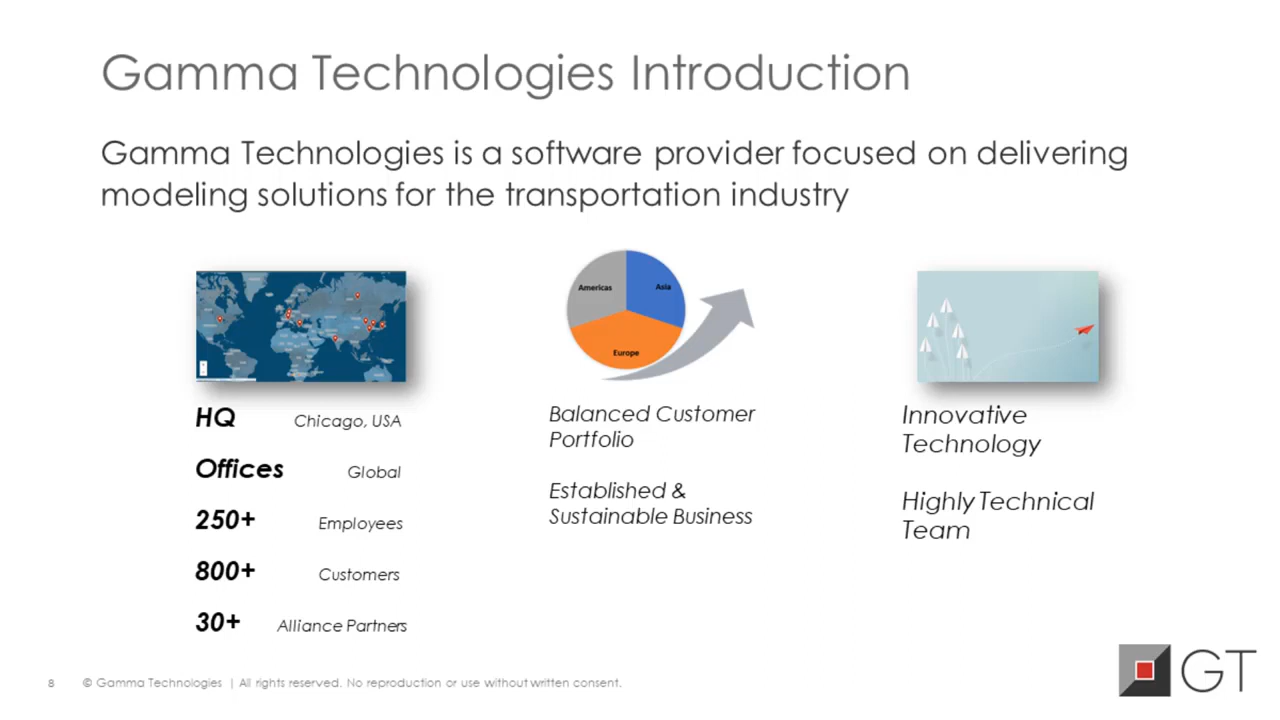 Gamma Technologies Introduction
Gamma Technologies is a software provider focused on delivering
modeling solutions for the transportation industry
Americas
Asia
Europe
HQ Chicago, USA
Offices Global
250+ Employees
800+ Customers
30+ Alliance Partners
Balanced Customer
Portfolio
Established &
Sustainable Business
Innovative
Technology
Highly Technical
Team
8 © Gamma Technologies | All rights reserved. No reproduction or use without written consent.
GT